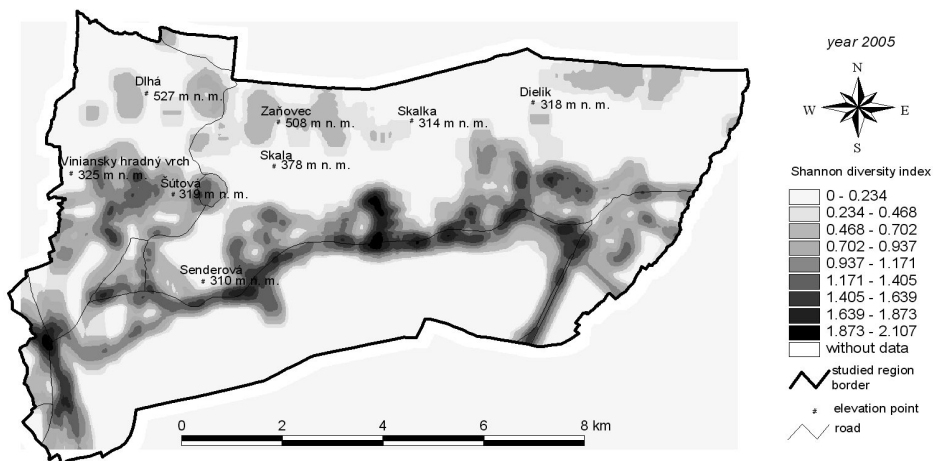 year 2005
N
W E
S
Dlhá
527 m n. m.
Zaňovec
508 m n. m.
Skalka
314 m n. m.
Dielik
318 m n. m.
Viniansky hradný vrch
325 m n. m.
Šútová
319 m n. m.
Skala
378 m n. m.
Senderová
310 m n. m.
0 2 4 6 8 km
Shannon diversity index
0 - 0.234
0.234 - 0.468
0.468 - 0.702
0.702 - 0.937
0.937 - 1.171
1.171 - 1.405
1.405 - 1.639
1.639 - 1.873
1.873 - 2.107
without data
studied region
border
# elevation point
road